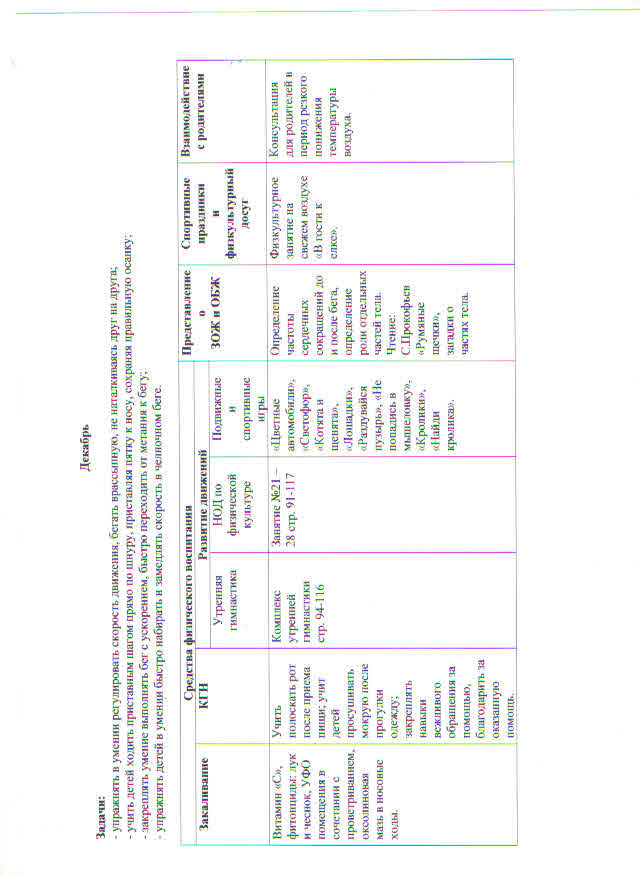 Декабрь
Задачи:
- упражнять в умении регулировать скорость движения, бегать врассыпную, не наталкиваясь друг на друга;
- учить детей ходить приставным шагом прямо по шнуру, приставляя пятку к носу, сохраняя правильную осанку;
- закреплять умение выполнять бег с ускорением, быстро переходить от метания к бегу;
- упражнять детей в умении быстро набирать и замедлять скорость в челночном беге.
Средства физического воспитания
Закаливание
КГН
Развитие движений
Утренняя
гимнастика
НОД по
физической
культуре
Подвижные
и
спортивные
игры
Представление
о
ЗОЖ и ОБЖ
Спортивные
праздники
и
физкультурный
досуг
Взаимодействие
с родителями
Витамин «С»,
фитонциды: лук
и чеснок, УФО
помещения в
сочетании с
проветриванием,
оксолиновая
мазь в носовые
ходы.
Учить
полоскать рот
после приема
пищи; учит
детей
просушивать
мокрую после
прогулки
одежду;
закреплять
навыки
вежливого
обращения за
помощью,
благодарить за
оказанную
помощь.
Комплекс
утренней
гимнастики
стр. 94-116
Занятие №21 –
28 стр. 91-117
«Цветные
автомобили»,
«Светофор»,
«Котята и
щенята»,
«Лошадки»,
«Раздувайся
пузырь», «Не
попадись в
мышеловку»,
«Кролики»,
«Найди
кролика».
Определение
частоты
сердечных
сокращений до
и после бега,
определение
роли отдельных
частей тела.
Чтение:
С.Прокофьев
«Румяные
щечки»,
загадки о
частях тела.
Физкультурное
занятие на
свежем воздухе
«В гости к
елке».
Консультация
для родителей в
период резкого
понижения
температуры
воздуха.